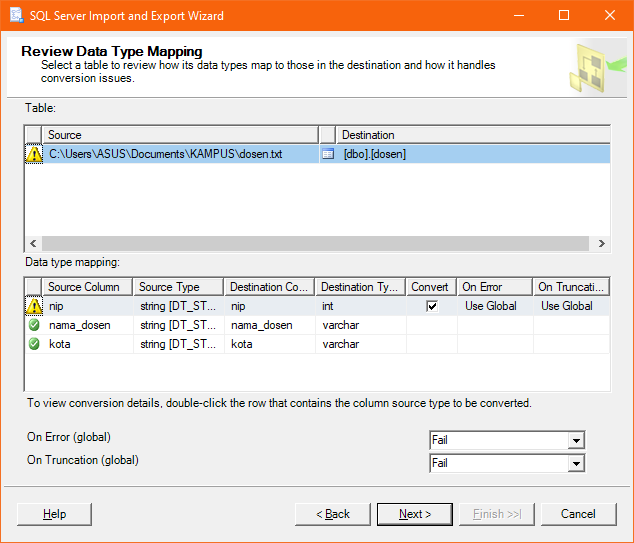 SQL Server Import and Export Wizard
Review Data Type Mapping
Select a table to review how its data types map to those in the destination and how it handles
conversion issues.
Table:
Source Destination
C:\Users\ASUS\Documents\KAMPUS\dosen.txt [dbo].[dosen]
Data type mapping:
Source Column Source Type Destination Co... Destination Ty... Convert On Error On Truncati...
nip string [DT_ST... nip int Use Global Use Global
nama_dosen string [DT_ST... nama_dosen varchar
kota string [DT_ST... kota varchar
To view conversion details, double-click the row that contains the column source type to be converted.
On Error (global) Fail
On Truncation (global) Fail
Help < Back Next > Finish >>| Cancel